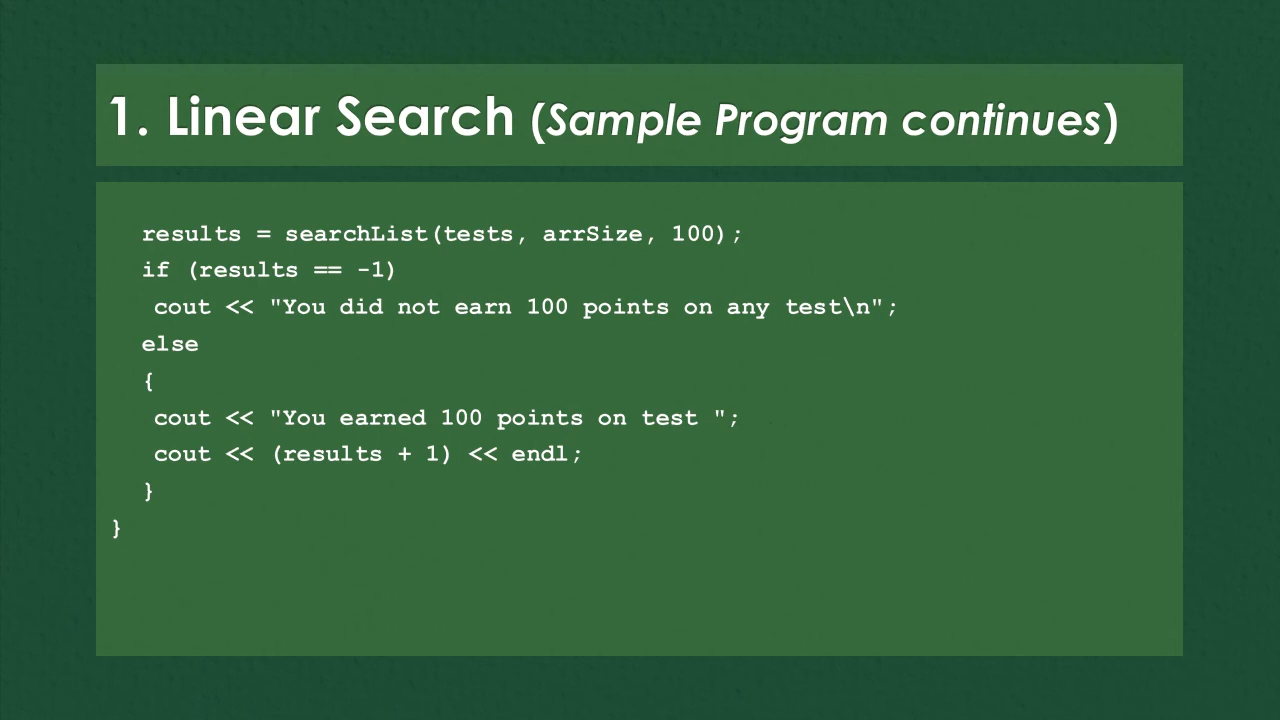 1. Linear Search (Sample Program continues)
results = searchList(tests, arrSize, 100);
if (results == -1)
cout << "You did not earn 100 points on any test\n";
else
{
cout << "You earned 100 points on test ";
cout << (results + 1) << endl;
}
}